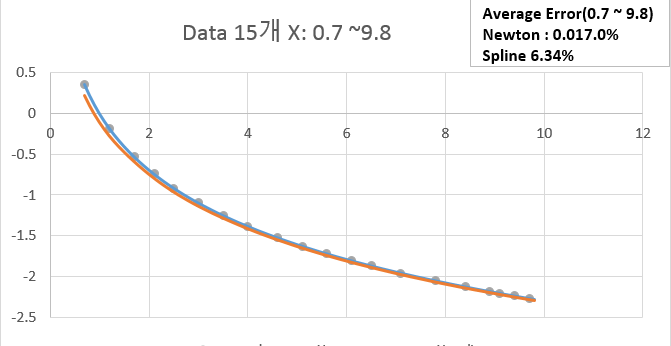 Data 15개 X: 0.7 ~9.8
Average Error(0.7 ~ 9.8)
Newton : 0.017.0%
Spline 6.34%
0.5
0
0 2 4 6 8 10 12
-0.5
-1
-1.5
-2
-2.5